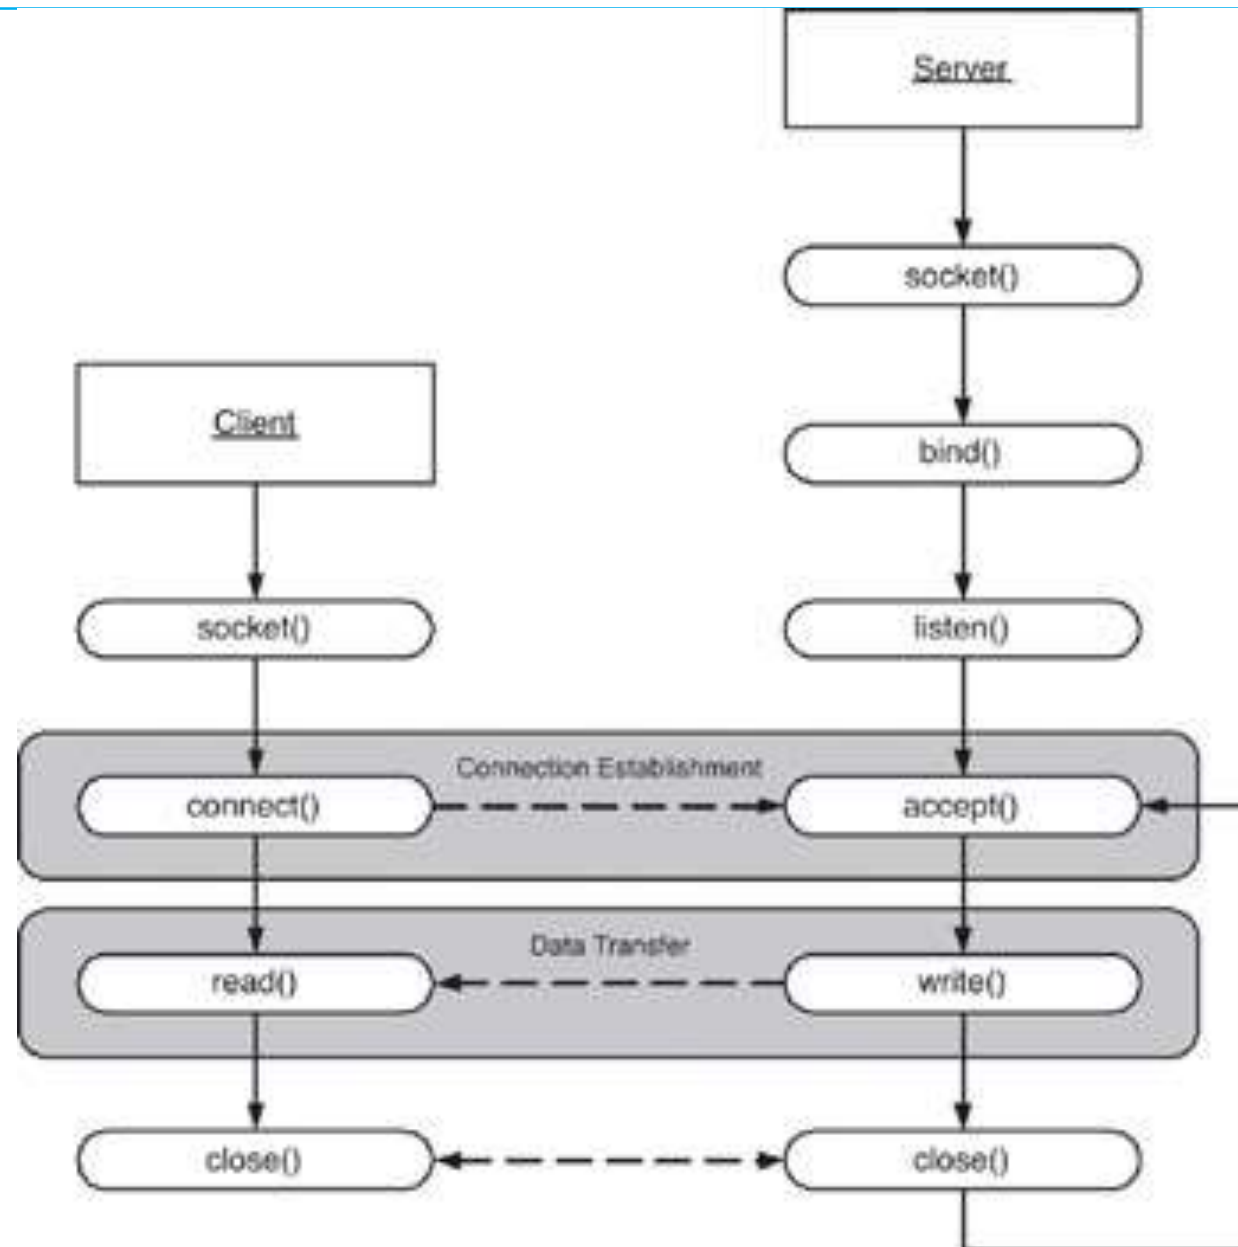 Server
socket()
bind()
Client
socket()
listen()
Connection Establishment
connect()
accept()
Data Transfer
read()
write()
close()
close()